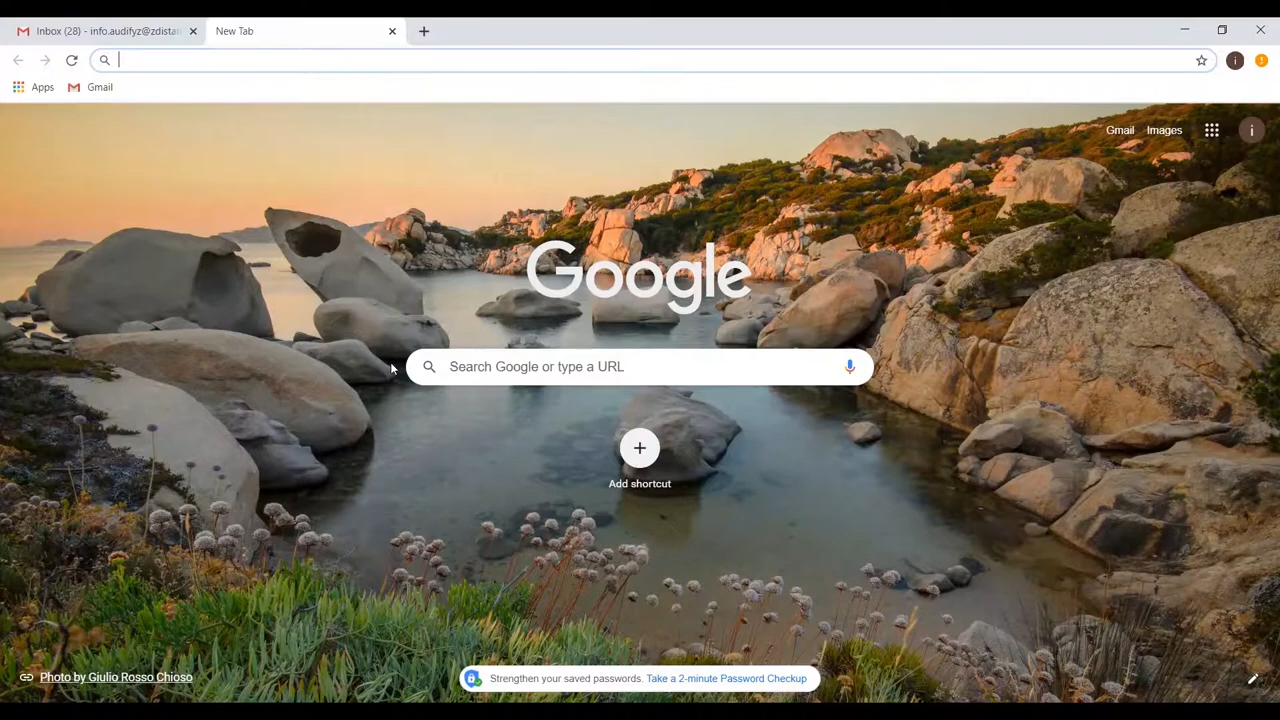 Inbox (28) - info.audifyz@zdistai
New Tab
i
Apps
Gmail
Gmail
Images
i
Google
Search Google or type a URL
Add shortcut
Photo by Giulio Rosso Chioso
Strengthen your saved passwords. Take a 2-minute Password Checkup